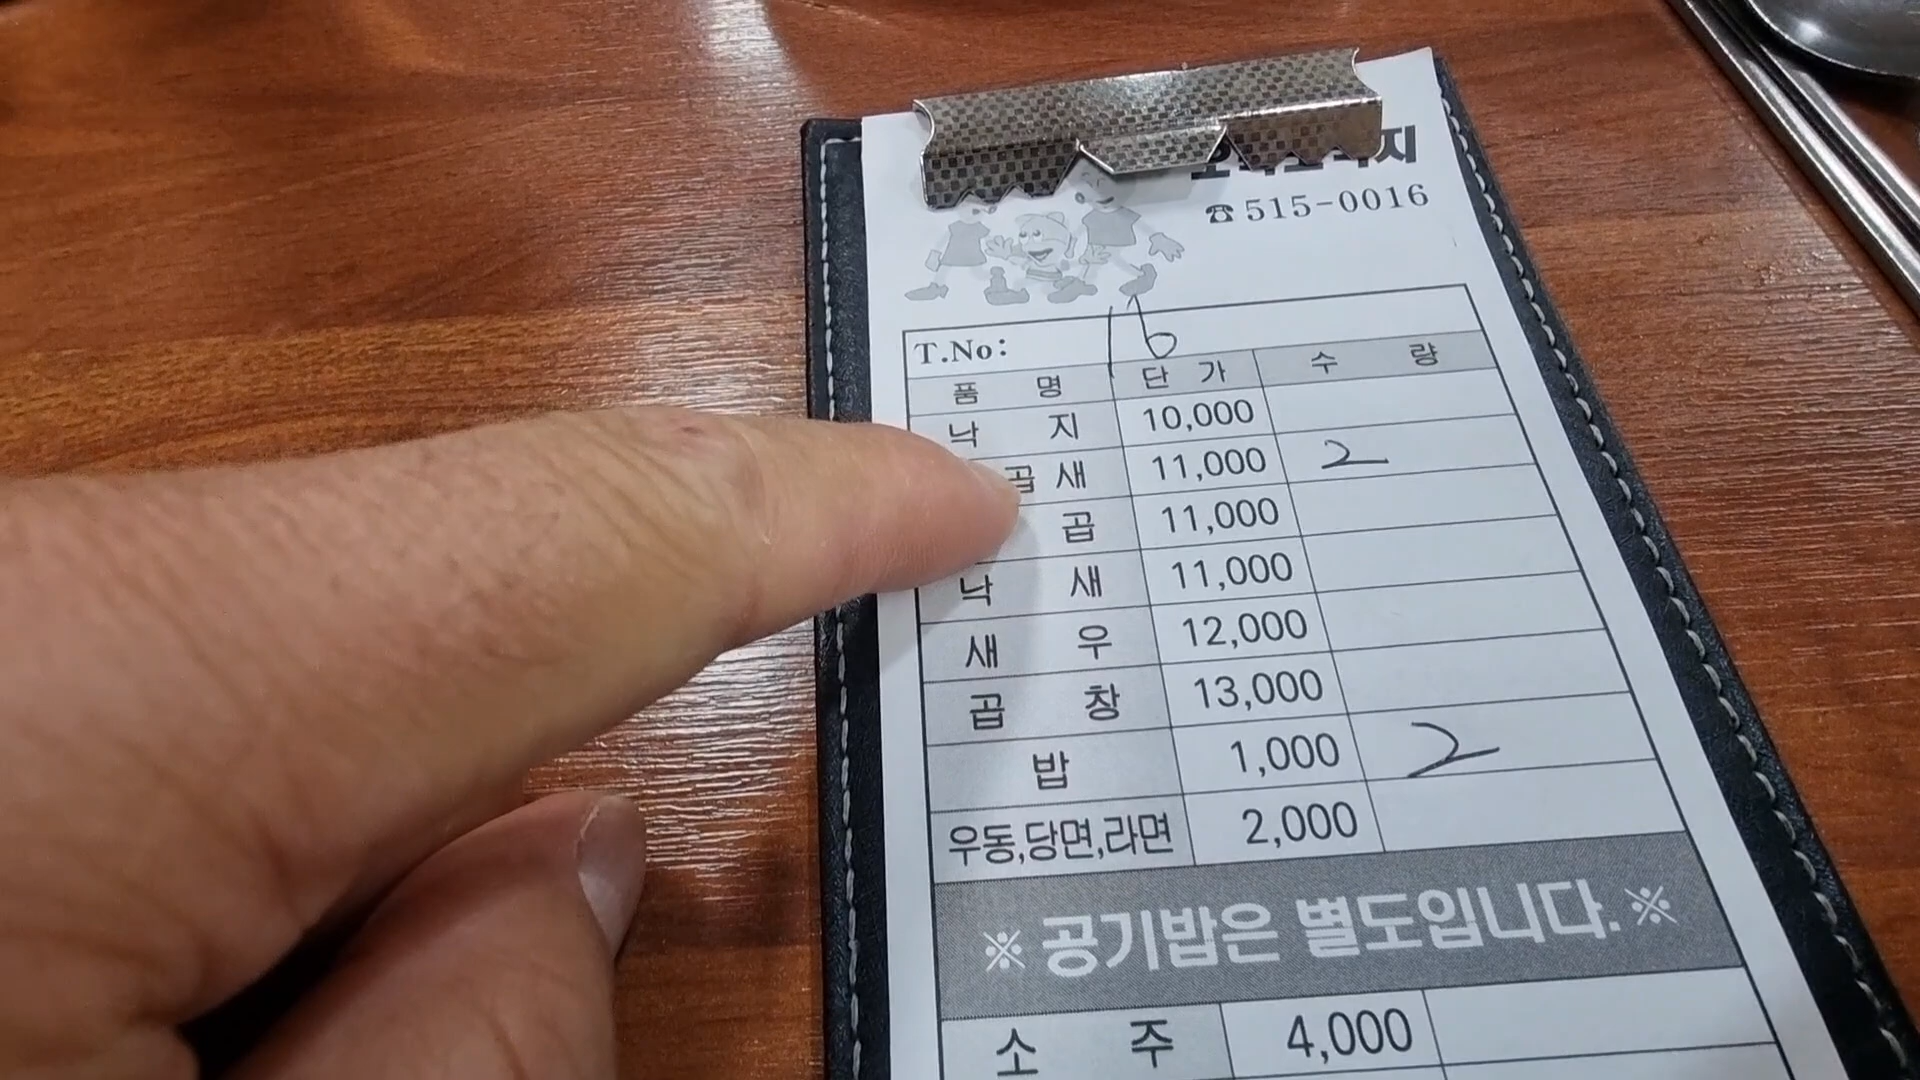 ☎515-0016
T.No: 16
품 명 단 가 수 량
낙 지 10,000
곱새 11,000 2
곱 11,000
낙 새 11,000
새 우 12,000
곱 창 13,000
밥 1,000 2
우동,당면,라면 2,000
※ 공기밥은 별도입니다.※
소 주 4,000